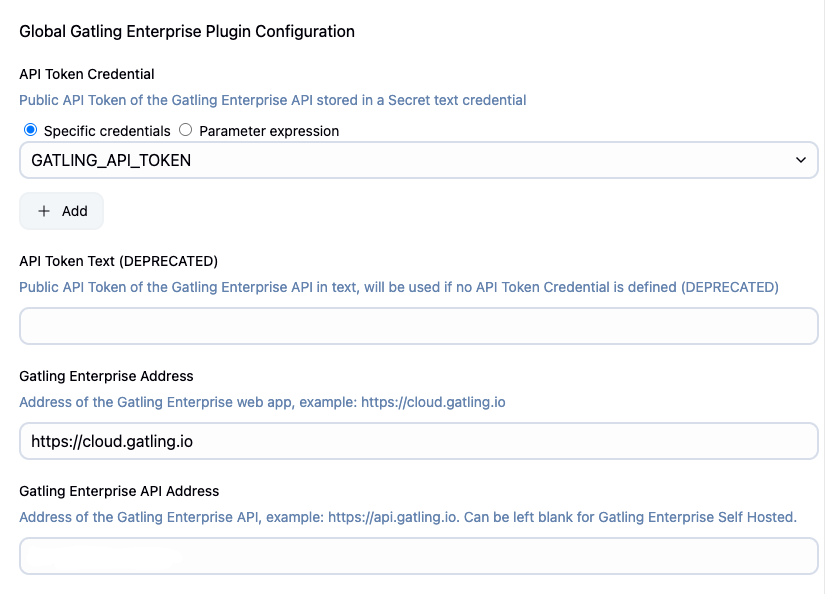 Global Gatling Enterprise Plugin Configuration
API Token Credential
Public API Token of the Gatling Enterprise API stored in a Secret text credential
Specific credentials Parameter expression
GATLING_API_TOKEN
+ Add
API Token Text (DEPRECATED)
Public API Token of the Gatling Enterprise API in text, will be used if no API Token Credential is defined (DEPRECATED)
Gatling Enterprise Address
Address of the Gatling Enterprise web app, example: https://cloud.gatling.io
https://cloud.gatling.io
Gatling Enterprise API Address
Address of the Gatling Enterprise API, example: https://api.gatling.io. Can be left blank for Gatling Enterprise Self Hosted.